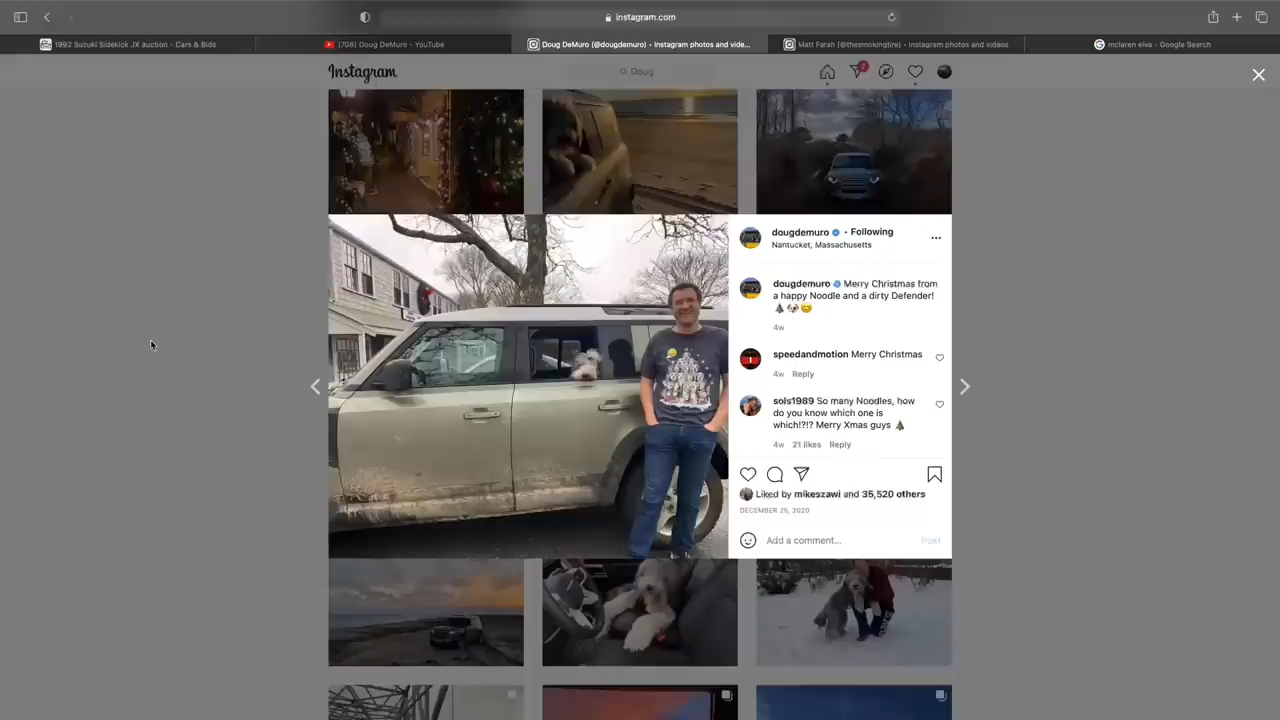 instagram.com
1992 Suzuki Sidekick JX auction - Cars & Bids
(708) Doug DeMuro - YouTube
Doug DeMuro (@dougdemuro) • Instagram photos and vide...
Matt Farah (@thesmokingtire) • Instagram photos and videos
mclaren elva - Google Search
Instagram
Doug
2
dougdemuro • Following
Nantucket, Massachusetts
dougdemuro Merry Christmas from
a happy Noodle and a dirty Defender!
🎄🐶😊
4w
speedandmotion Merry Christmas
4w Reply
sols1989 So many Noodles, how
do you know which one is
which!?!? Merry Xmas guys 🎄
4w 21 likes Reply
Liked by mikeszawi and 35,520 others
DECEMBER 25, 2020
Add a comment...
Post